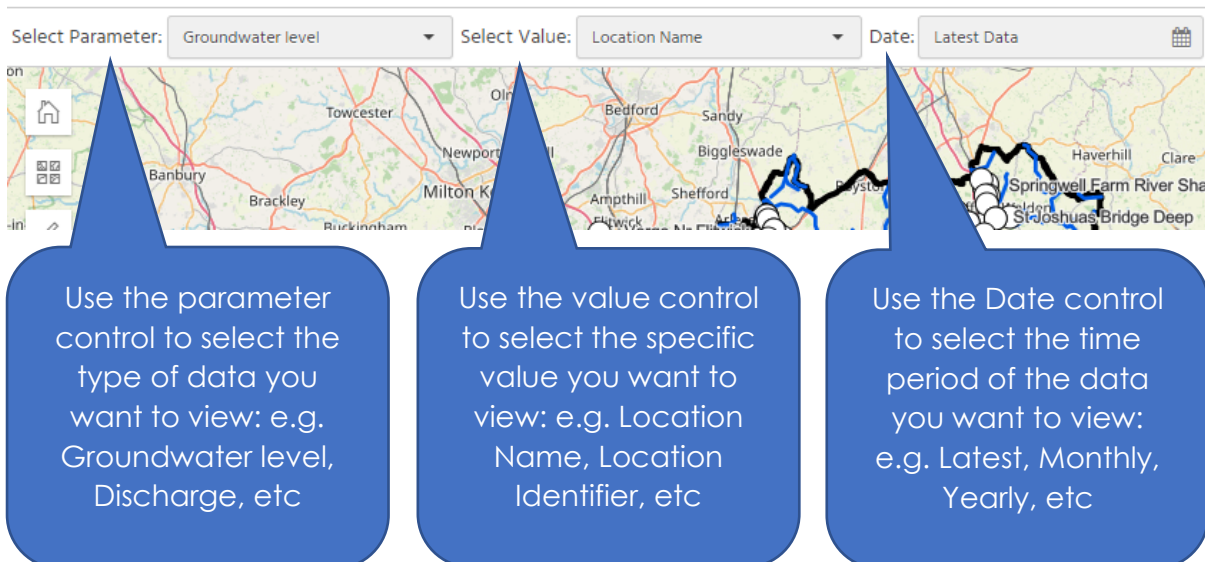 Select Parameter: Groundwater level Select Value: Location Name Date: Latest Data
Towcester
Bedford
Sandy
Newport
Biggleswade
Haverhill
Clare
Banbury
Brackley
Milton
Ampthill
Shefford
Springwell Farm River Sha
St Joshuas Bridge Deep
Buckingham
Use the parameter
control to select the
type of data you
want to view: e.g.
Groundwater level,
Discharge, etc
Use the value control
to select the specific
value you want to
view: e.g. Location
Name, Location
Identifier, etc
Use the Date control
to select the time
period of the data
you want to view:
e.g. Latest, Monthly,
Yearly, etc